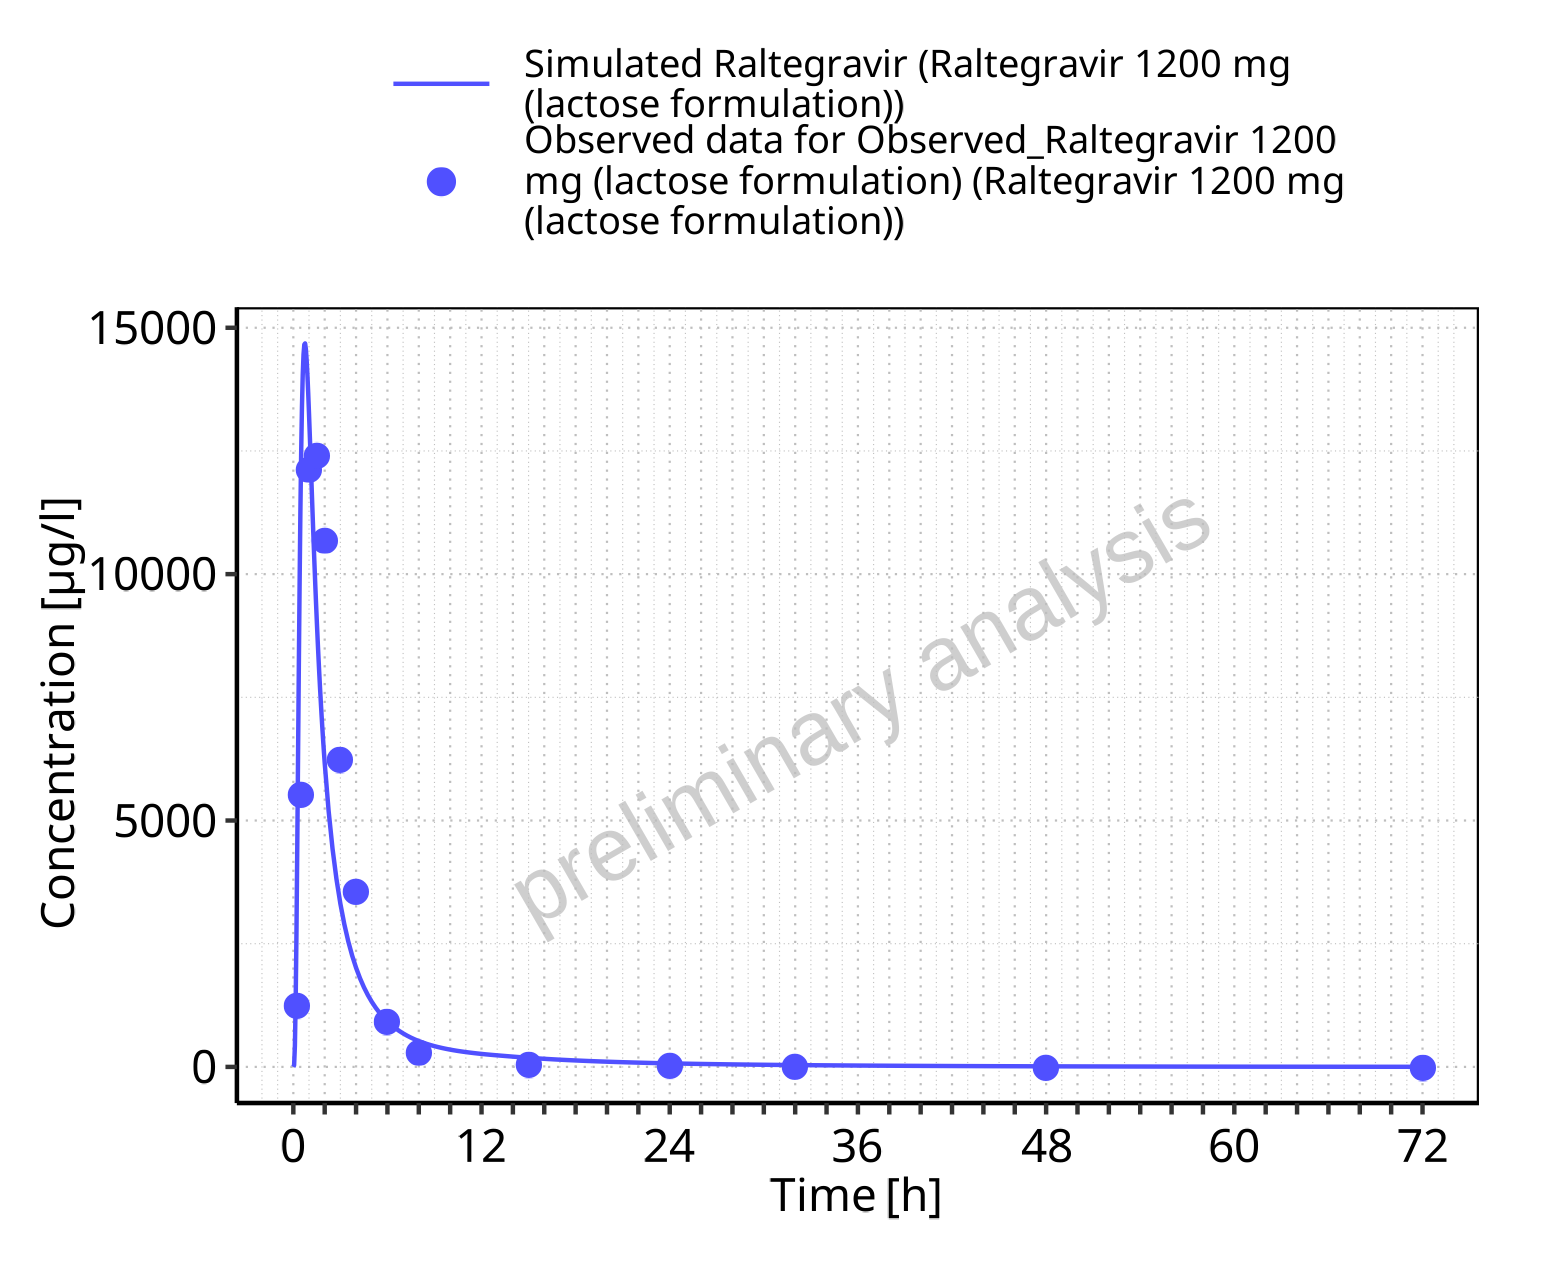 Simulated Raltegravir (Raltegravir 1200 mg
(lactose formulation))
Observed data for Observed_Raltegravir 1200
mg (lactose formulation) (Raltegravir 1200 mg
(lactose formulation))
15000
10000
5000
0
Concentration [µg/l]
preliminary analysis
0 12 24 36 48 60 72
Time [h]